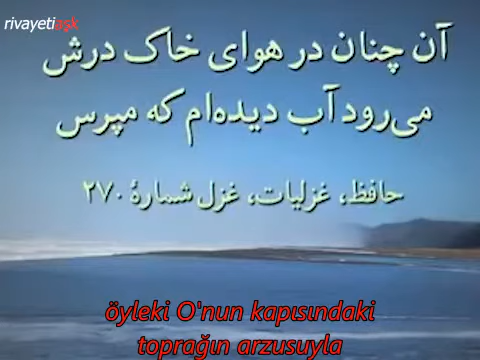 rivayetiaşk
آن چنان در هوای خاک درش
می‌رود آب دیده‌ام که مپرس
حافظ، غزلیات، غزل شمارهٔ ۲۷۰
öyleki O'nun kapısındaki
toprağın arzusuyla